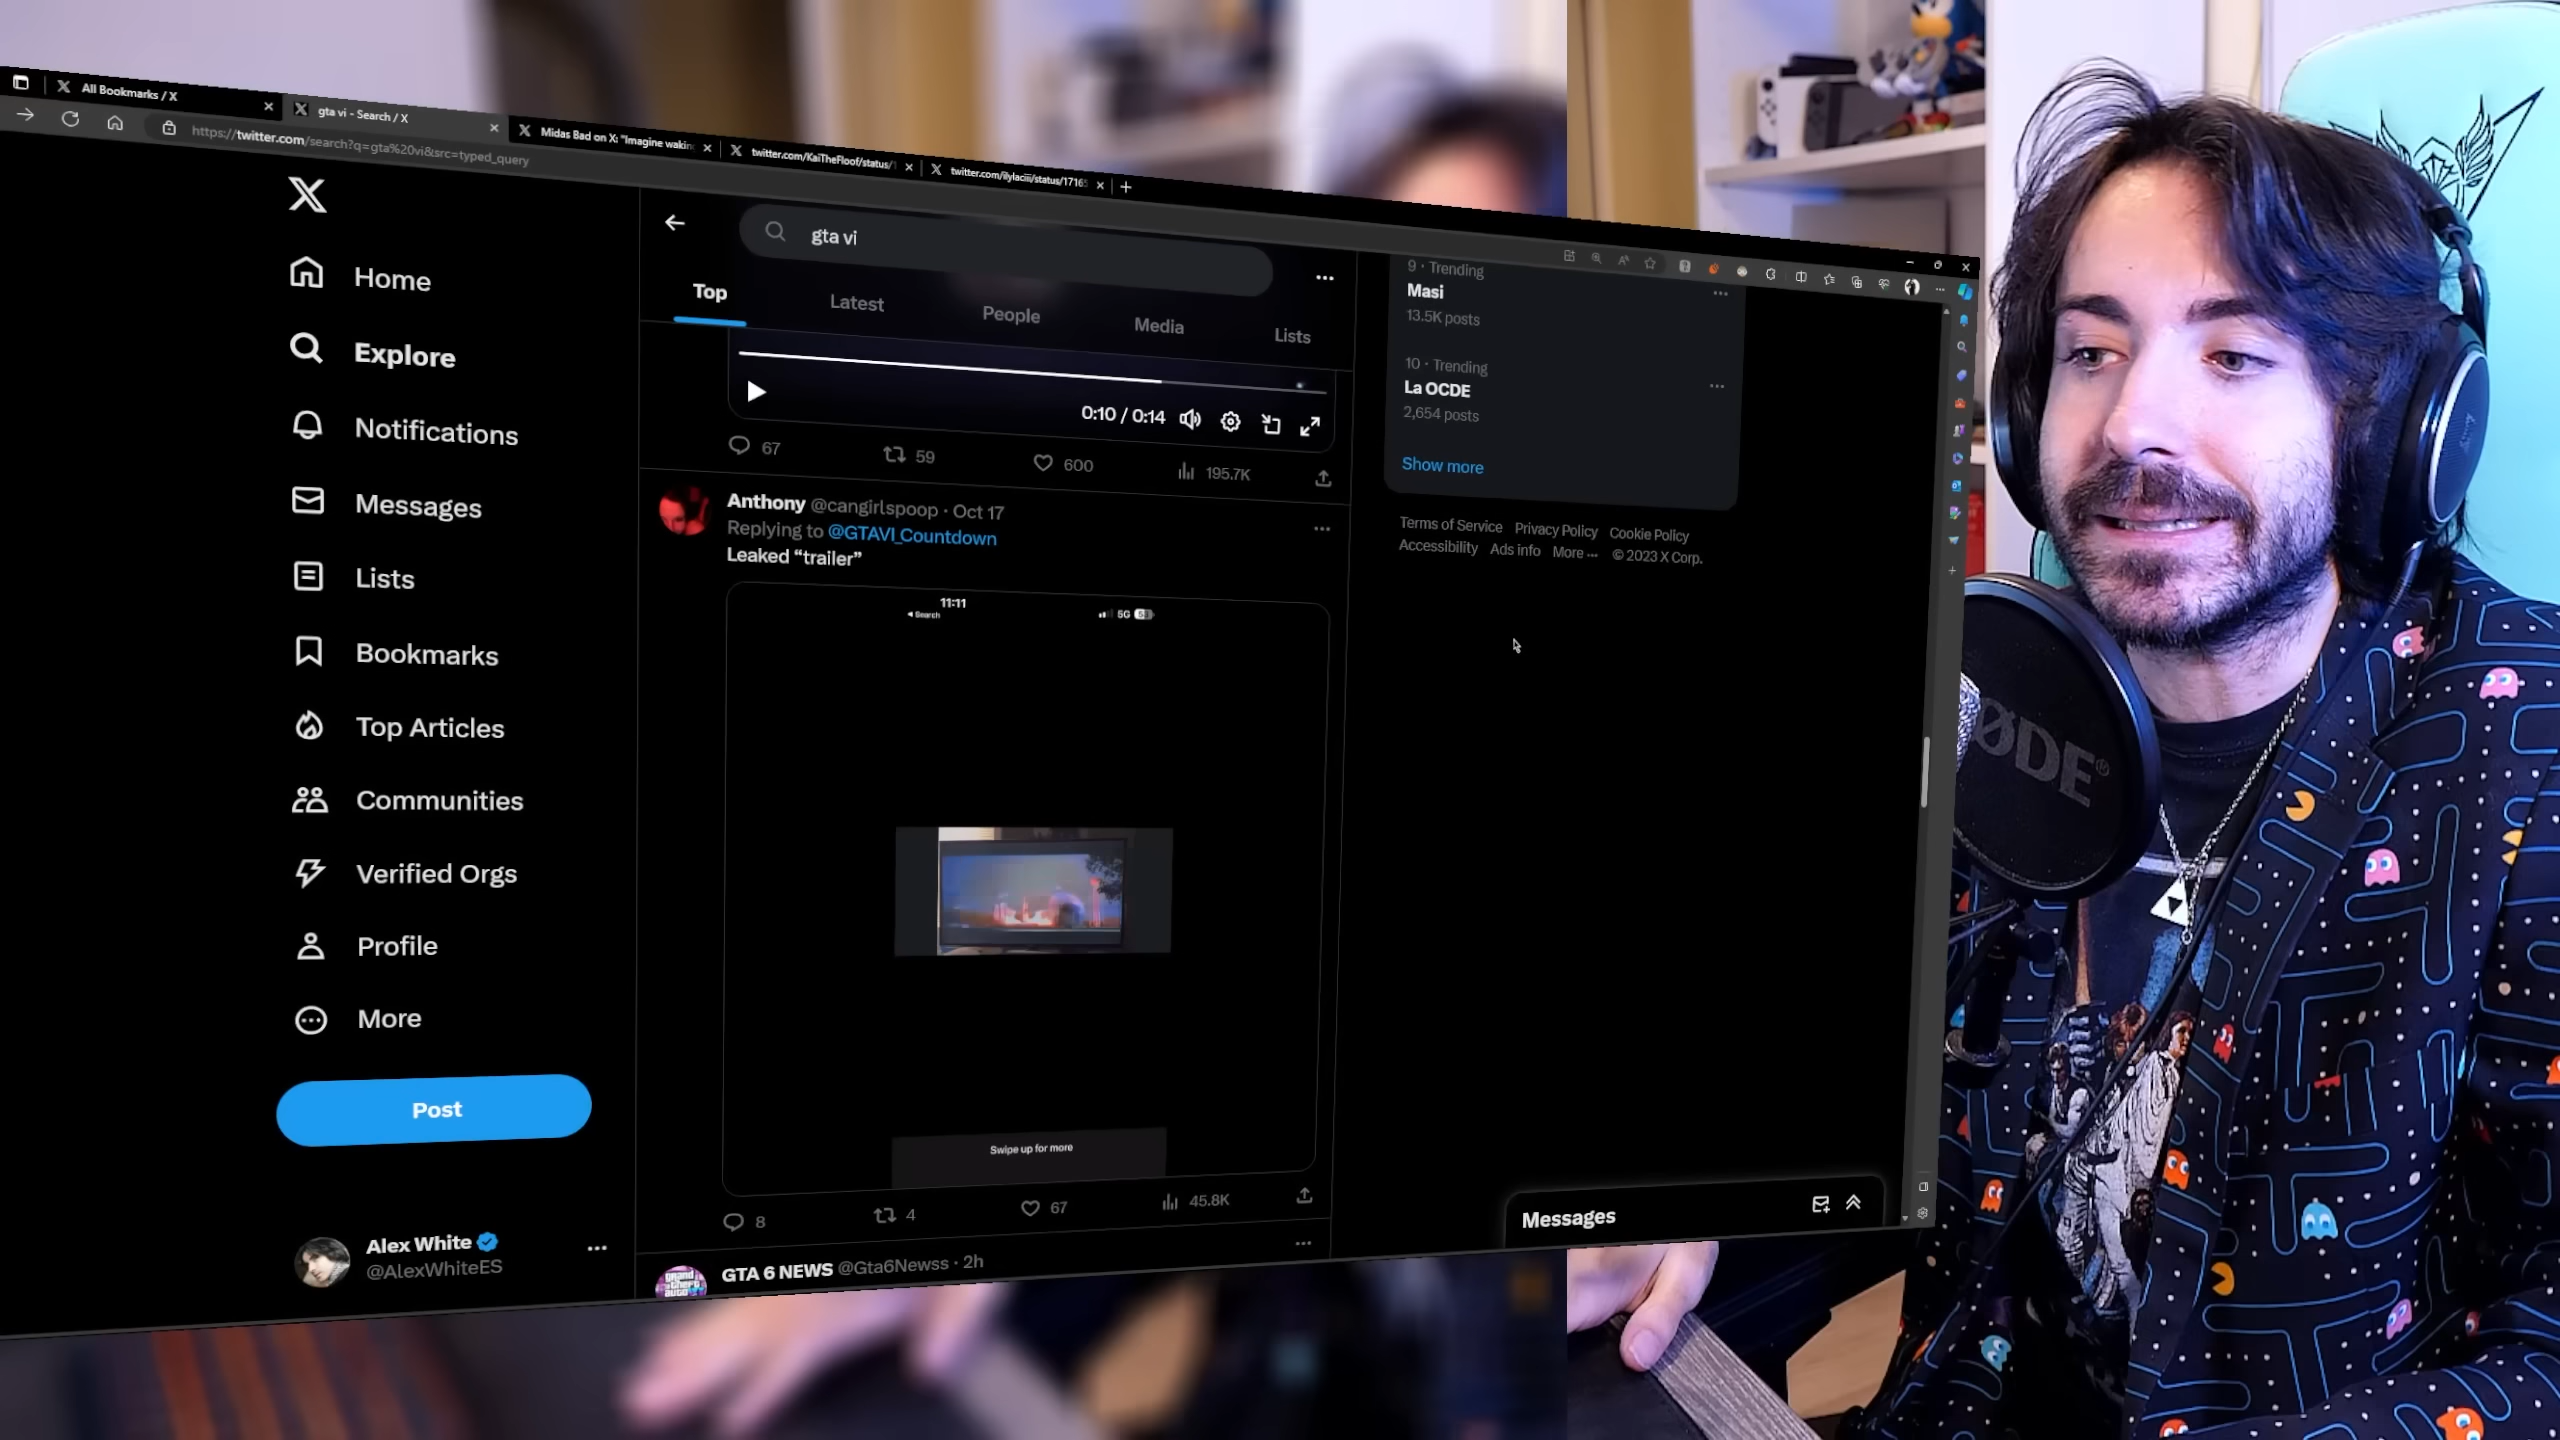 All Bookmarks / X
gta vi - Search / X
Midas Bad on X: "Imagine wakin
twitter.com/KaiTheFloof/status/1
twitter.com/ilylaciii/status/1716
https://twitter.com/search?q=gta%20vi&src=typed_query
Home
Explore
Notifications
Messages
Lists
Bookmarks
Top Articles
Communities
Verified Orgs
Profile
More
Post
Alex White
@AlexWhiteES
gta vi
Top
Latest
People
Media
Lists
0:10 / 0:14
67
59
600
195.7K
Anthony @cangirlspoop · Oct 17
Replying to @GTAVI_Countdown
Leaked “trailer”
11:11
Search
5G
Swipe up for more
8
4
67
45.8K
GTA 6 NEWS @Gta6Newss · 2h
9 · Trending
Masi
13.5K posts
10 · Trending
La OCDE
2,654 posts
Show more
Terms of Service Privacy Policy Cookie Policy
Accessibility Ads info More ··· © 2023 X Corp.
Messages
RØDE®